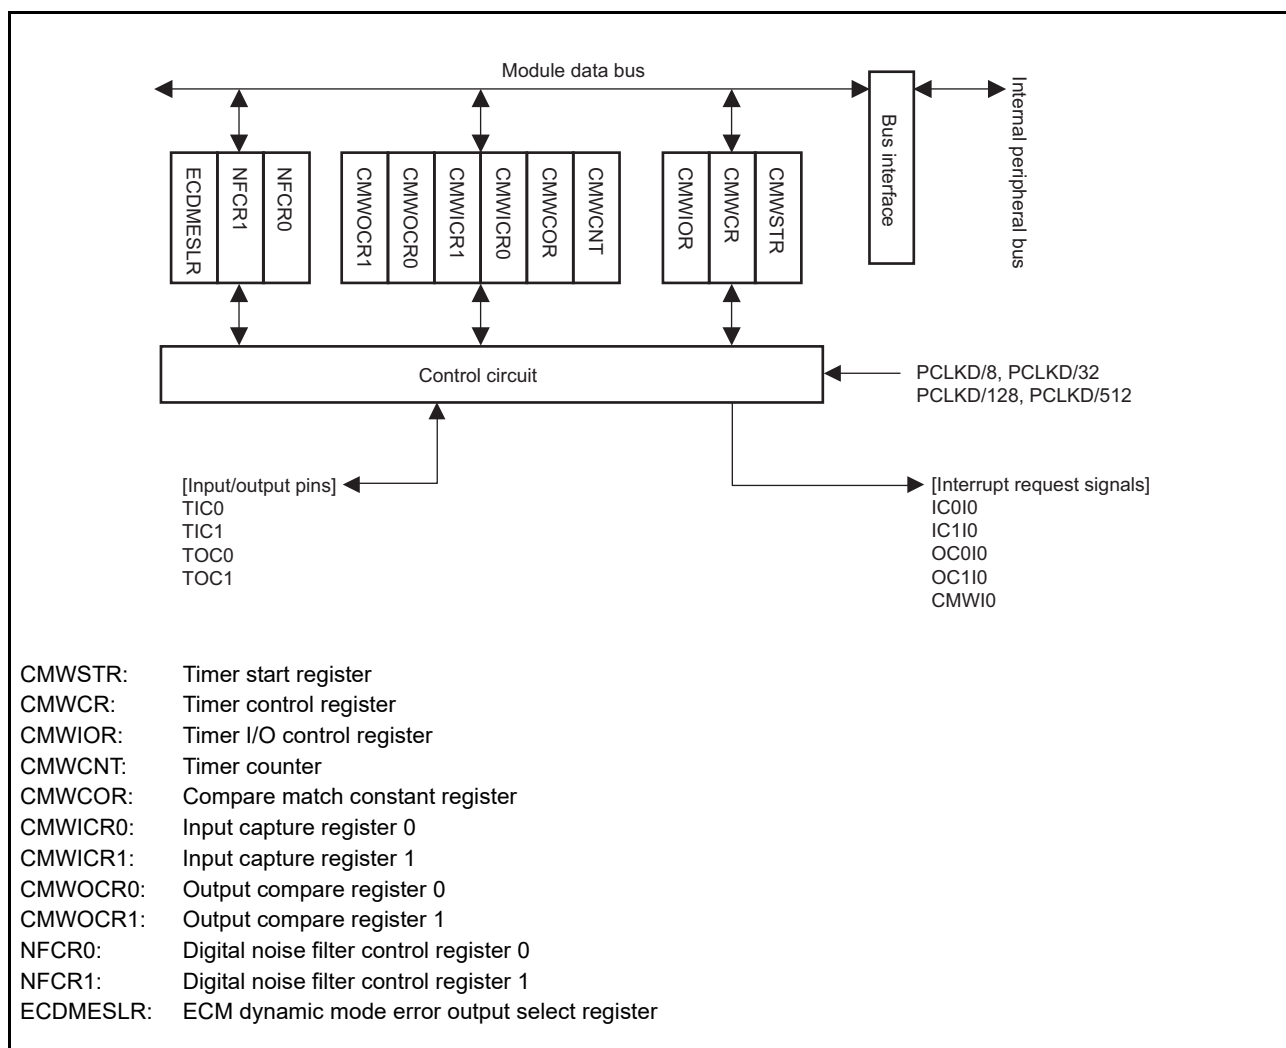 Module data bus
Bus interface
Internal peripheral bus
ECDMESLR
NFCR1
NFCR0
CMWOCR1
CMWOCR0
CMWICR1
CMWICR0
CMWCOR
CMWCNT
CMWIOR
CMWCR
CMWSTR
Control circuit
PCLKD/8, PCLKD/32
PCLKD/128, PCLKD/512
[Input/output pins]
TIC0
TIC1
TOC0
TOC1
[Interrupt request signals]
IC0I0
IC1I0
OC0I0
OC1I0
CMWI0
CMWSTR: Timer start register
CMWCR: Timer control register
CMWIOR: Timer I/O control register
CMWCNT: Timer counter
CMWCOR: Compare match constant register
CMWICR0: Input capture register 0
CMWICR1: Input capture register 1
CMWOCR0: Output compare register 0
CMWOCR1: Output compare register 1
NFCR0: Digital noise filter control register 0
NFCR1: Digital noise filter control register 1
ECDMESLR: ECM dynamic mode error output select register